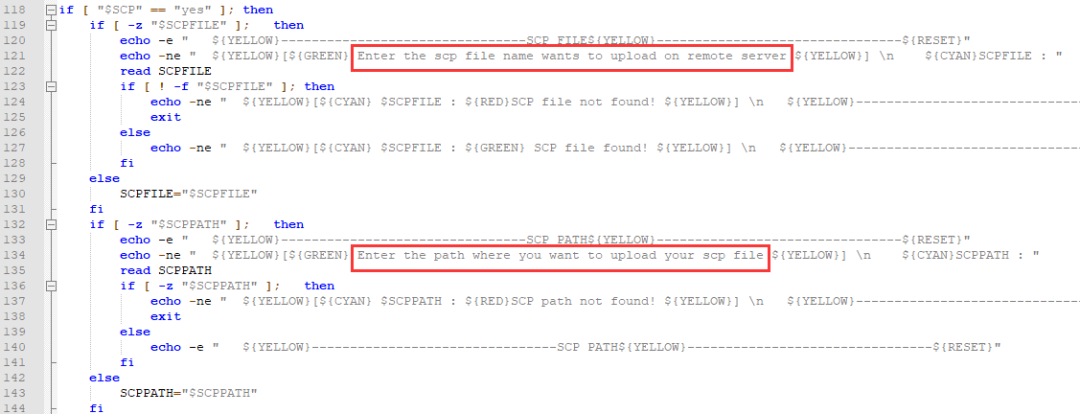 118 if [ "$SCP" == "yes" ]; then
119 if [ -z "$SCPFILE" ]; then
120 echo -e " ${YELLOW}--------------------------------SCP FILE${YELLOW}--------------------------------${RESET}"
121 echo -ne " ${YELLOW}[${GREEN} Enter the scp file name wants to upload on remote server ${YELLOW}] \n ${CYAN}SCPFILE : "
122 read SCPFILE
123 if [ ! -f "$SCPFILE" ]; then
124 echo -ne " ${YELLOW}[${CYAN} $SCPFILE : ${RED}SCP file not found! ${YELLOW}] \n ${YELLOW}------------------------------
125 exit
126 else
127 echo -ne " ${YELLOW}[${CYAN} $SCPFILE : ${GREEN} SCP file found! ${YELLOW}] \n ${YELLOW}-------------------------------
128 fi
129 else
130 SCPFILE="$SCPFILE"
131 fi
132 if [ -z "$SCPPATH" ]; then
133 echo -e " ${YELLOW}--------------------------------SCP PATH${YELLOW}--------------------------------${RESET}"
134 echo -ne " ${YELLOW}[${GREEN} Enter the path where you want to upload your scp file ${YELLOW}] \n ${CYAN}SCPPATH : "
135 read SCPPATH
136 if [ -z "$SCPPATH" ]; then
137 echo -ne " ${YELLOW}[${CYAN} $SCPPATH : ${RED}SCP path not found! ${YELLOW}] \n ${YELLOW}------------------------------
138 exit
139 else
140 echo -e " ${YELLOW}--------------------------------SCP PATH${YELLOW}--------------------------------${RESET}"
141 fi
142 else
143 SCPPATH="$SCPPATH"
144 fi